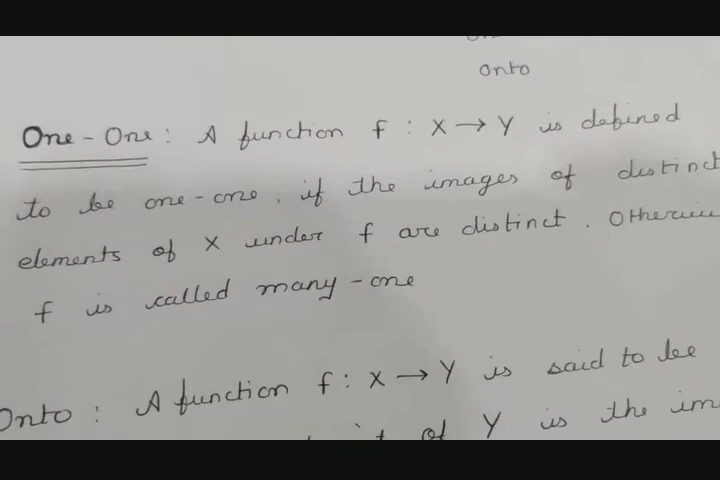 onto
One - One : A function f : X → Y is defined
to be one-one, if the images of distinct
elements of X under f are distinct . Otherwise
f is called many-one
Onto : A function f : X → Y is said to be
of Y is the